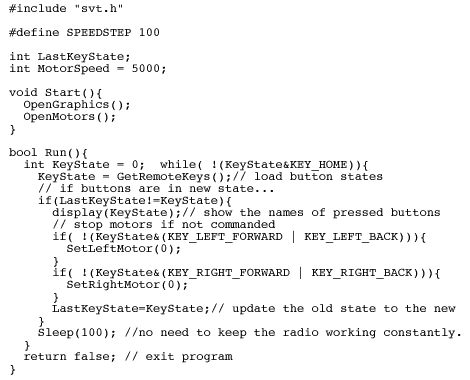 #include "svt.h"

#define SPEEDSTEP 100

int LastKeyState;
int MotorSpeed = 5000;

void Start(){
  OpenGraphics();
  OpenMotors();
}

bool Run(){
  int KeyState = 0;  while( !(KeyState&KEY_HOME)){
    KeyState = GetRemoteKeys();// load button states
    // if buttons are in new state...
    if(LastKeyState!=KeyState){
      display(KeyState);// show the names of pressed buttons
      // stop motors if not commanded
      if( !(KeyState&(KEY_LEFT_FORWARD | KEY_LEFT_BACK))){
        SetLeftMotor(0);
      }
      if( !(KeyState&(KEY_RIGHT_FORWARD | KEY_RIGHT_BACK))){
        SetRightMotor(0);
      }
      LastKeyState=KeyState;// update the old state to the new
    }
    Sleep(100); //no need to keep the radio working constantly.
  }
  return false; // exit program
}